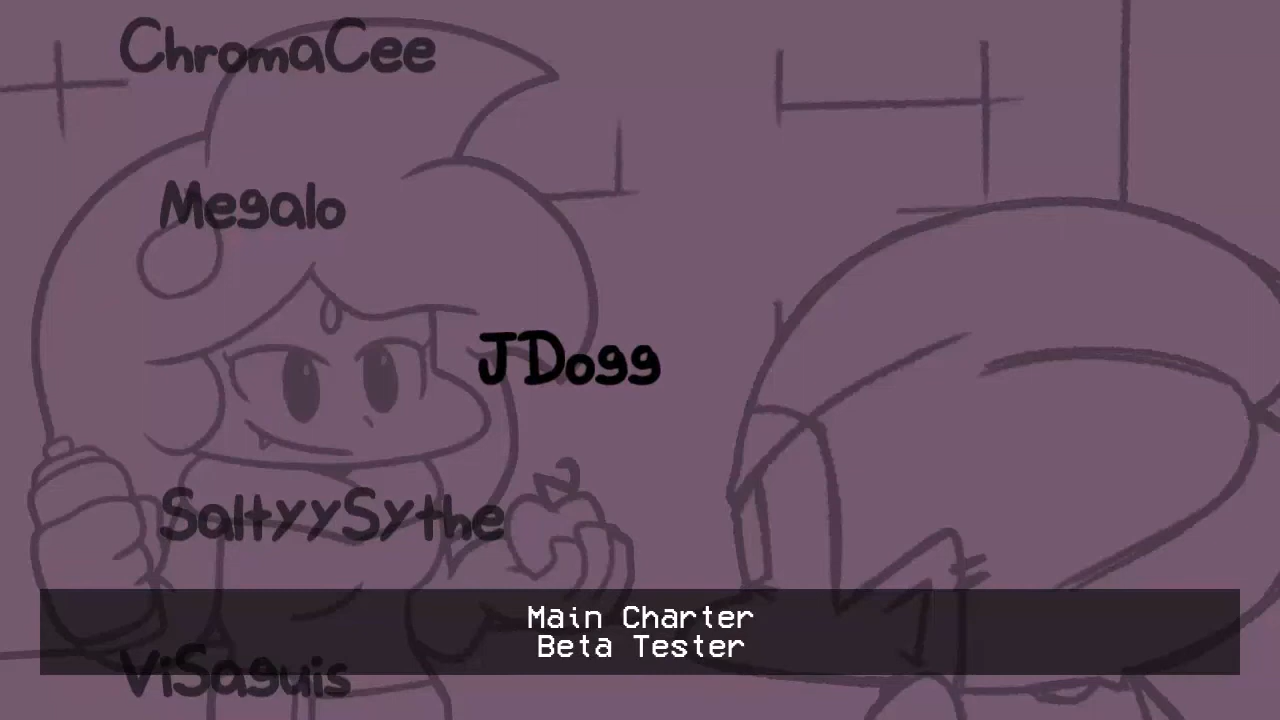 ChromaCee
Megalo
JDogg
SaltyySythe
Main Charter
Beta Tester
ViSaguis